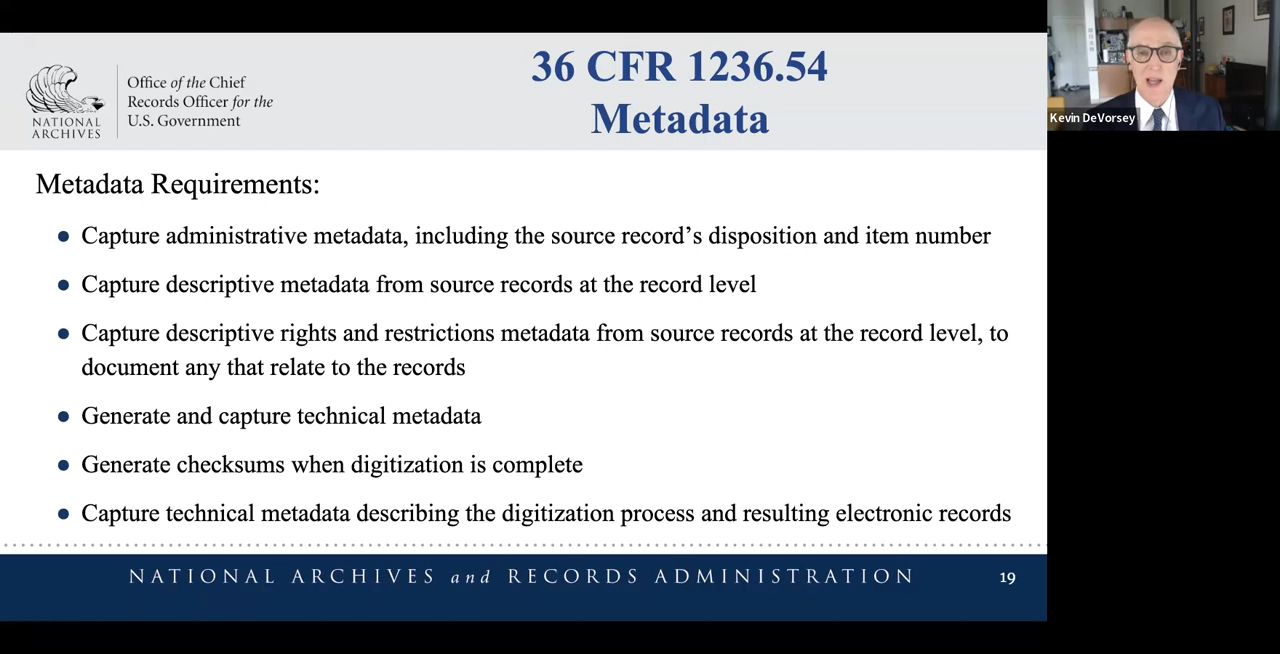 36 CFR 1236.54
Metadata
Office of the Chief
Records Officer for the
U.S. Government
NATIONAL
ARCHIVES
Kevin DeVorsey
Metadata Requirements:
● Capture administrative metadata, including the source record’s disposition and item number
● Capture descriptive metadata from source records at the record level
● Capture descriptive rights and restrictions metadata from source records at the record level, to
document any that relate to the records
● Generate and capture technical metadata
● Generate checksums when digitization is complete
● Capture technical metadata describing the digitization process and resulting electronic records
NATIONAL ARCHIVES and RECORDS ADMINISTRATION
19